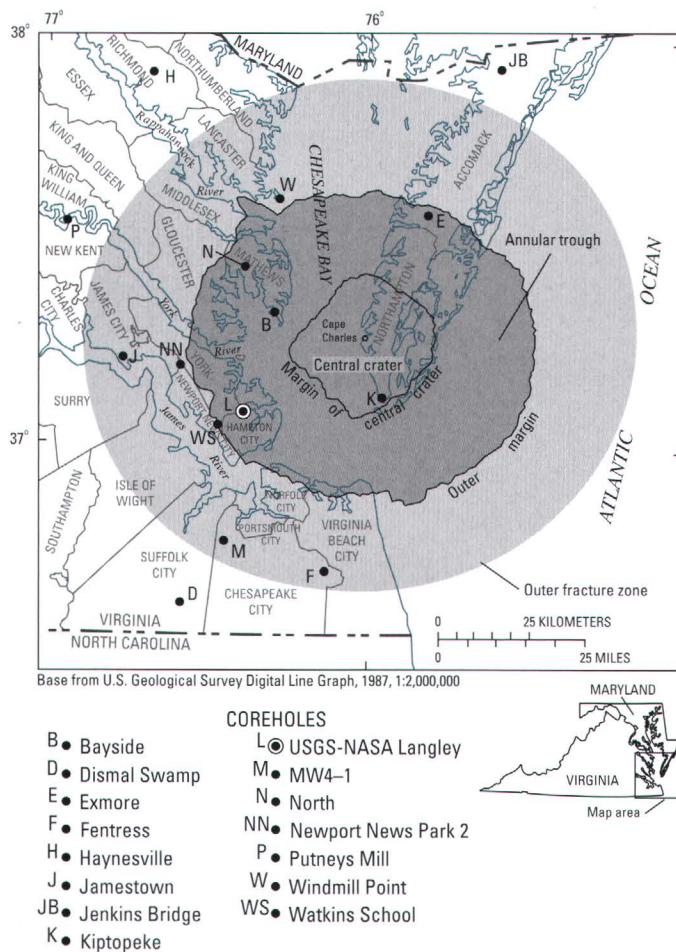 77°
76°
38°
MARYLAND
RICHMOND
NORTHUMBERLAND
ESSEX
H
JB
Rappahannock
LANCASTER
CHESAPEAKE BAY
ACCOMACK
KING AND QUEEN
KING
WILLIAM
River
W
MIDDLESEX
E
P
NEW KENT
GLOUCESTER
N
MATHEWS
Annular trough
OCEAN
NORTHAMPTON
CHARLES
CITY
JAMES CITY
York
B
Cape
Charles
J
NN
YORK
River
Central crater
Margin of
central crater
NEWPORT NEWS CITY
L
HAMPTON
CITY
K
SURRY
James
River
WS
37°
Outer
margin
ATLANTIC
SOUTHAMPTON
ISLE OF
WIGHT
NORFOLK
CITY
PORTSMOUTH
CITY
VIRGINIA
BEACH
CITY
SUFFOLK
CITY
M
F
D
CHESAPEAKE
CITY
Outer fracture zone
VIRGINIA
NORTH CAROLINA
0 25 KILOMETERS
0 25 MILES
Base from U.S. Geological Survey Digital Line Graph, 1987, 1:2,000,000
COREHOLES
B Bayside
D Dismal Swamp
E Exmore
F Fentress
H Haynesville
J Jamestown
JB Jenkins Bridge
K Kiptopeke
L USGS-NASA Langley
M MW4–1
N North
NN Newport News Park 2
P Putneys Mill
W Windmill Point
WS Watkins School
MARYLAND
VIRGINIA
Map area